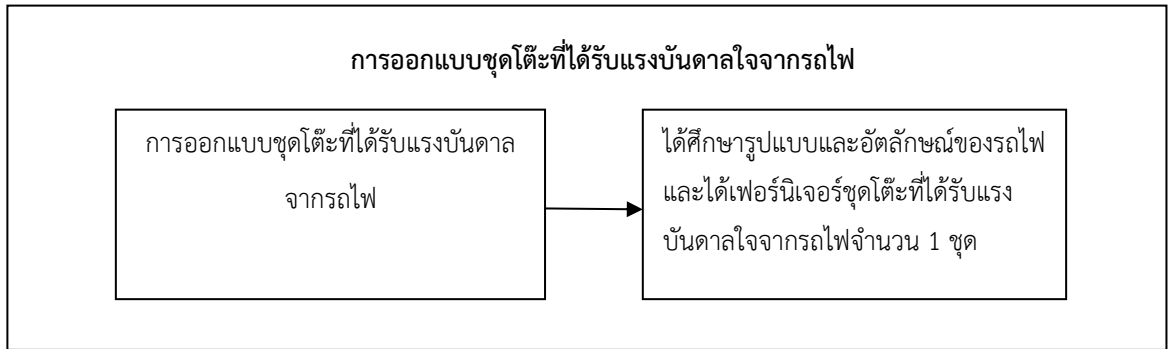 การออกแบบชุดโต๊ะที่ได้รับแรงบันดาลใจจากรถไฟ
การออกแบบชุดโต๊ะที่ได้รับแรงบันดาล
จากรถไฟ
ได้ศึกษารูปแบบและอัตลักษณ์ของรถไฟ
และได้เฟอร์นิเจอร์ชุดโต๊ะที่ได้รับแรง
บันดาลใจจากรถไฟจำนวน 1 ชุด